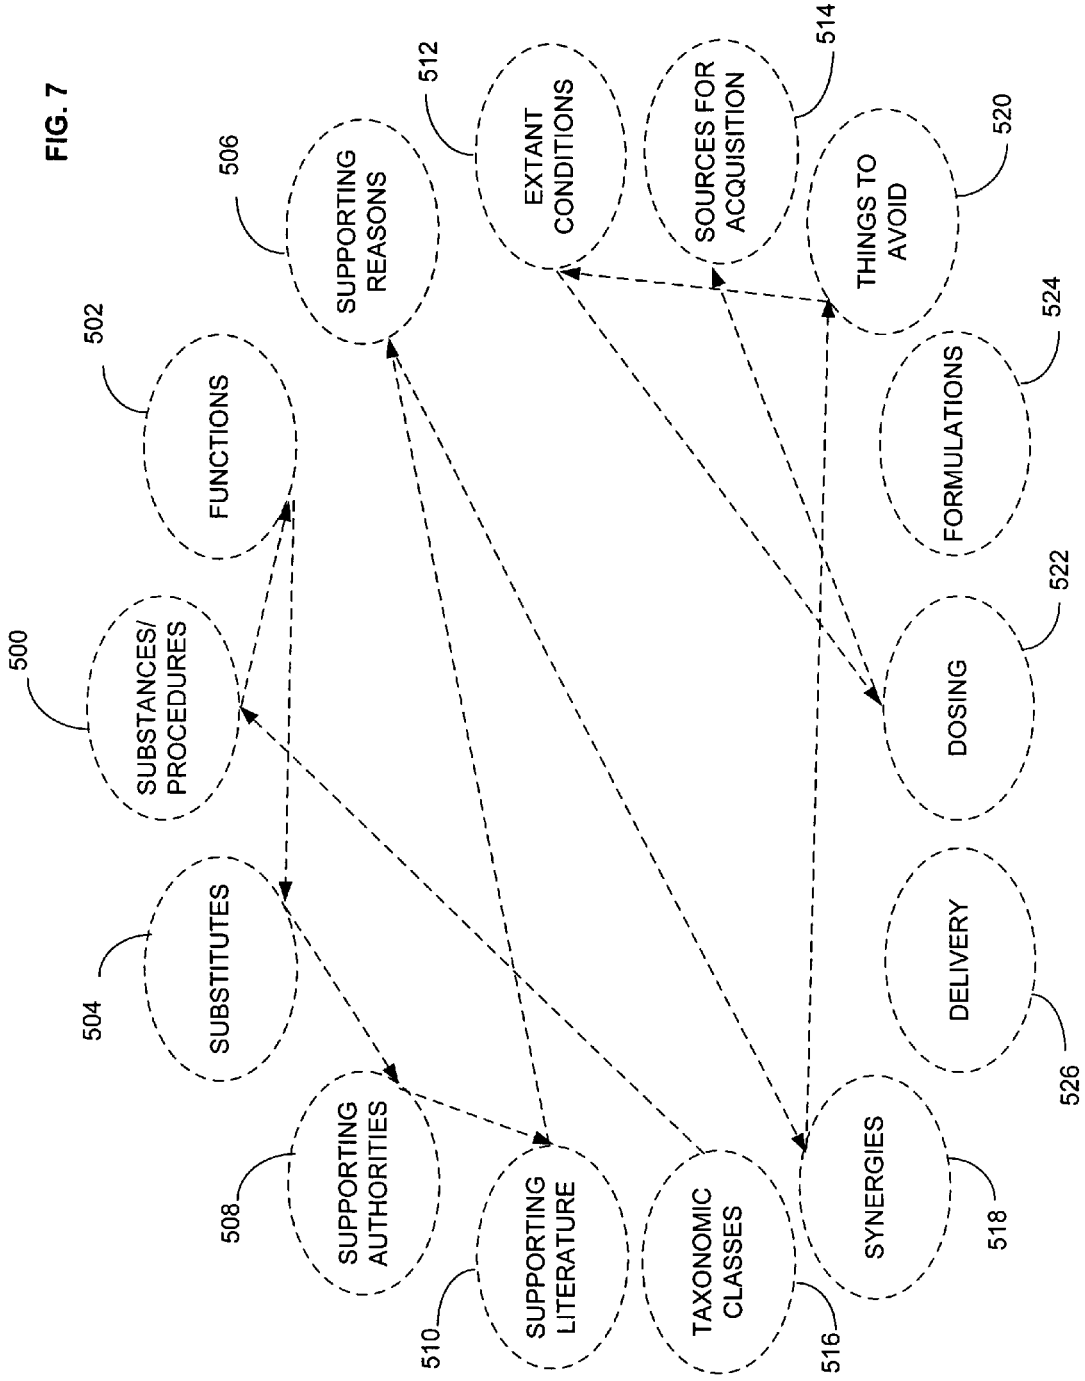 FIG. 7
500
SUBSTANCES/
PROCEDURES
502
FUNCTIONS
504
SUBSTITUTES
506
SUPPORTING
REASONS
508
SUPPORTING
AUTHORITIES
510
SUPPORTING
LITERATURE
512
EXTANT
CONDITIONS
514
SOURCES FOR
ACQUISITION
516
TAXONOMIC
CLASSES
518
SYNERGIES
520
THINGS TO
AVOID
522
DOSING
524
FORMULATIONS
526
DELIVERY